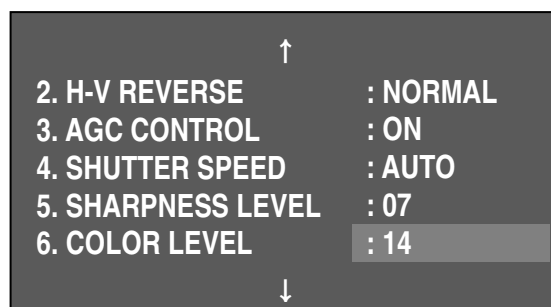 ↑
2. H-V REVERSE : NORMAL
3. AGC CONTROL : ON
4. SHUTTER SPEED : AUTO
5. SHARPNESS LEVEL : 07
6. COLOR LEVEL : 14
↓